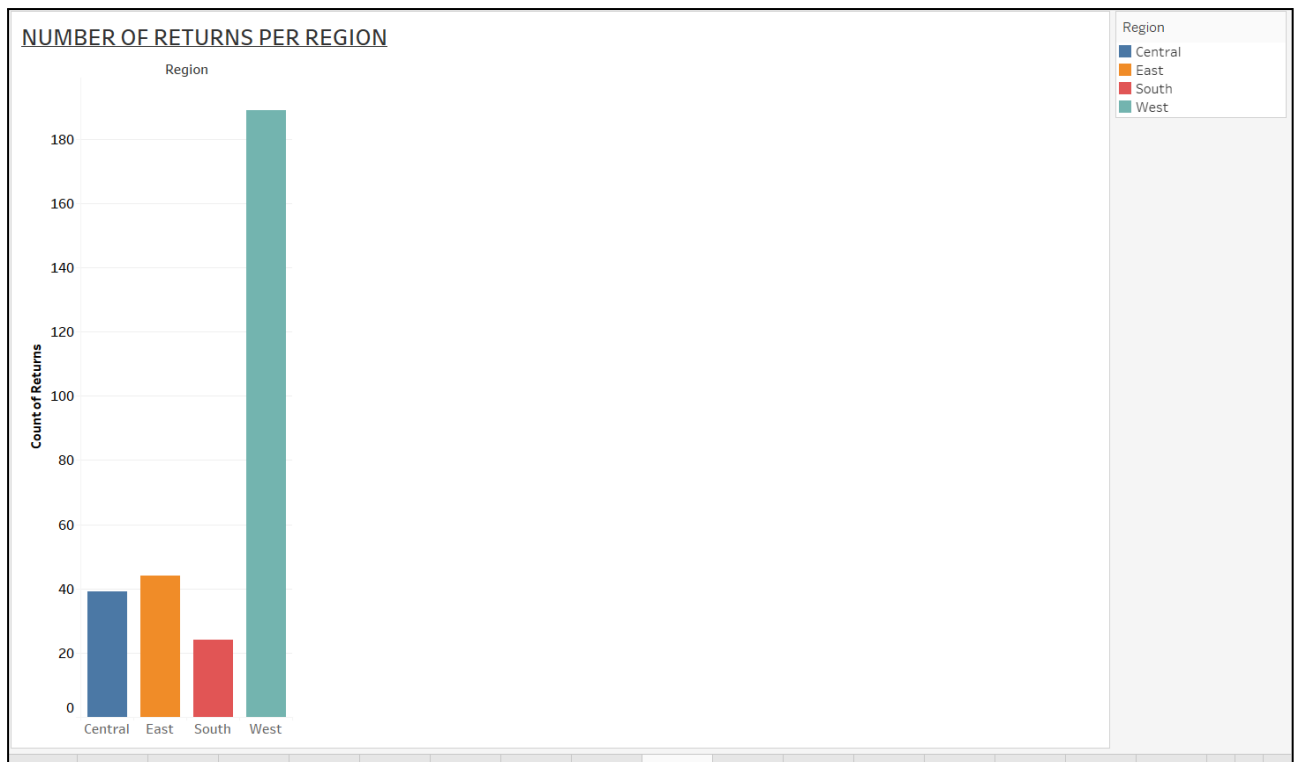 NUMBER OF RETURNS PER REGION
Region
180
160
140
120
100
80
60
40
20
0
Count of Returns
Central East South West
Region
Central
East
South
West